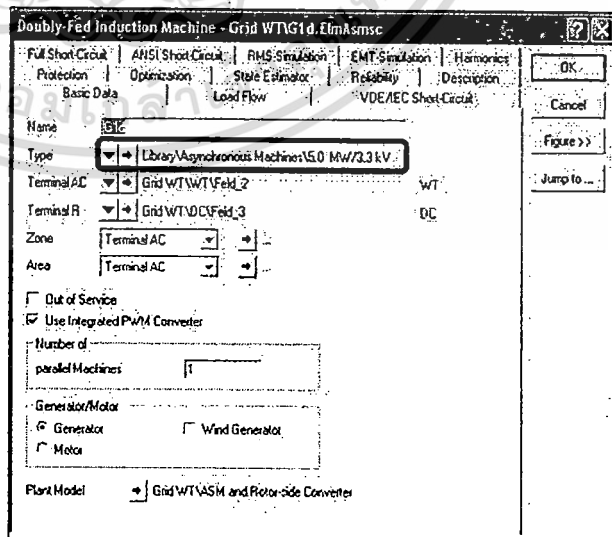 Doubly-Fed Induction Machine - Grid WT\G1d.ElmAsmsc
Full Short-Circuit | ANSI Short-Circuit | RMS-Simulation | EMT-Simulation | Harmonics
Protection | Optimization | State Estimator | Reliability | Description
Basic Data | Load Flow | VDE/IEC Short-Circuit
OK
Cancel
Figure >>
Jump to ...
Name G1d
Type Library\Asynchronous Machines\5.0 MW/3.3 kV
Terminal AC Grid WT\WT\Feld_2 WT
Terminal R Grid WT\DC\Feld_3 DC
Zone Terminal AC ...
Area Terminal AC ...
Out of Service
Use Integrated PWM Converter
Number of
parallel Machines 1
Generator/Motor
Generator Wind Generator
Motor
Plant Model Grid WT\ASM and Rotor-side Converter